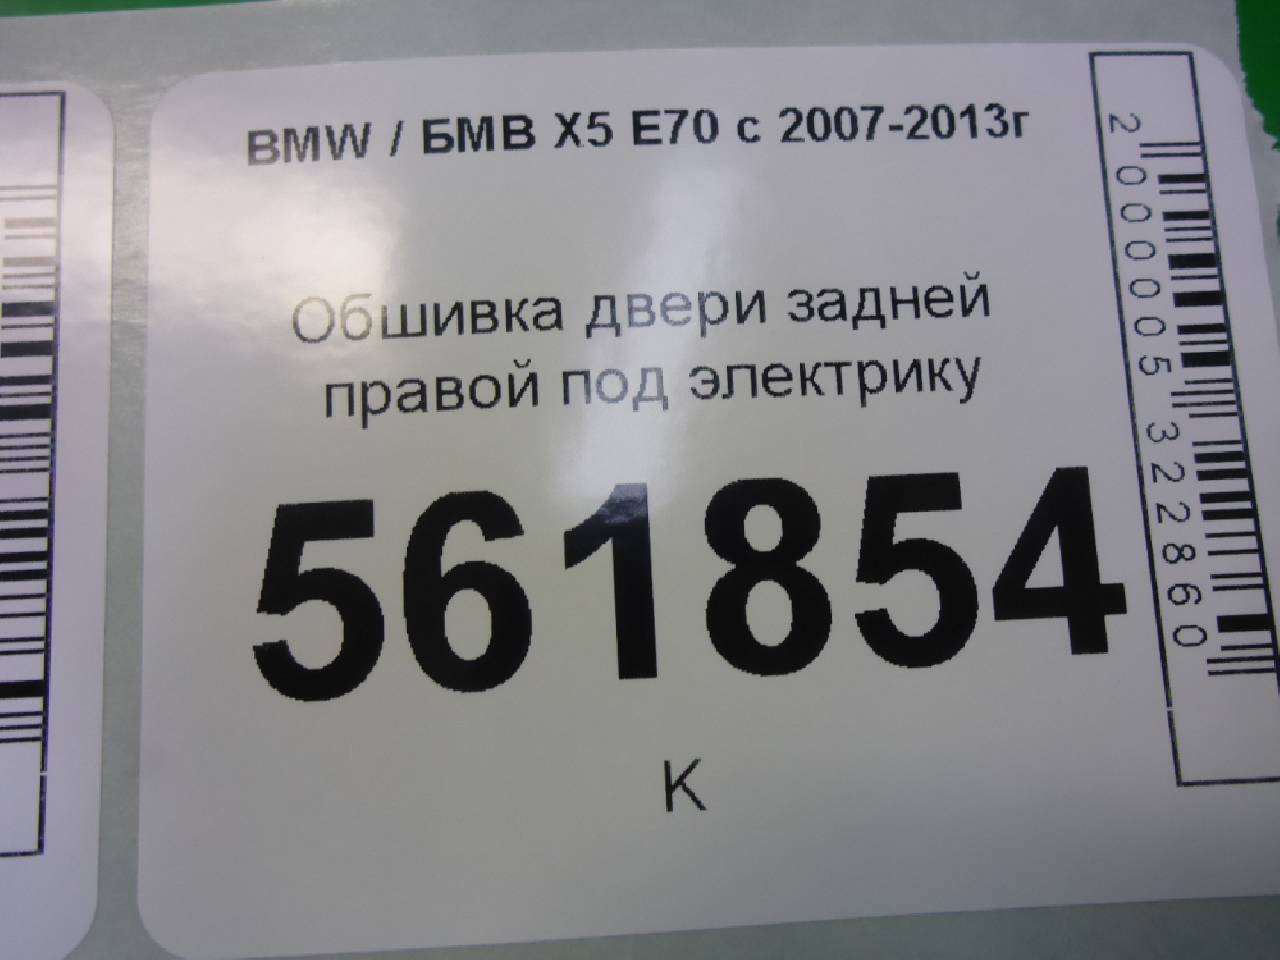 BMW / БМВ X5 E70 с 2007-2013г
Обшивка двери задней
правой под электрику
561854
К
2000005322860